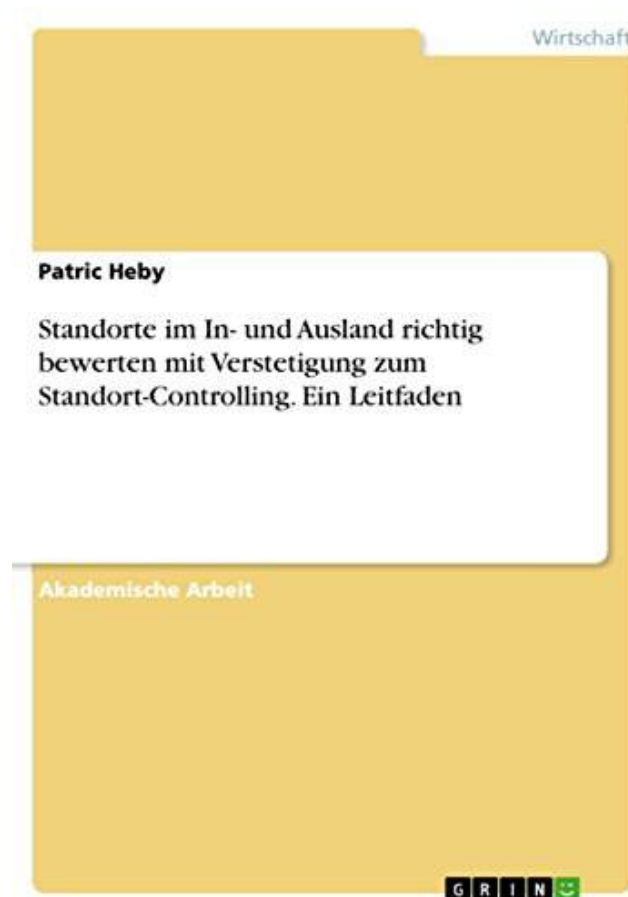 Wirtschaft
Patric Heby
Standorte im In- und Ausland richtig
bewerten mit Verstetigung zum
Standort-Controlling. Ein Leitfaden
Akademische Arbeit
GRIN